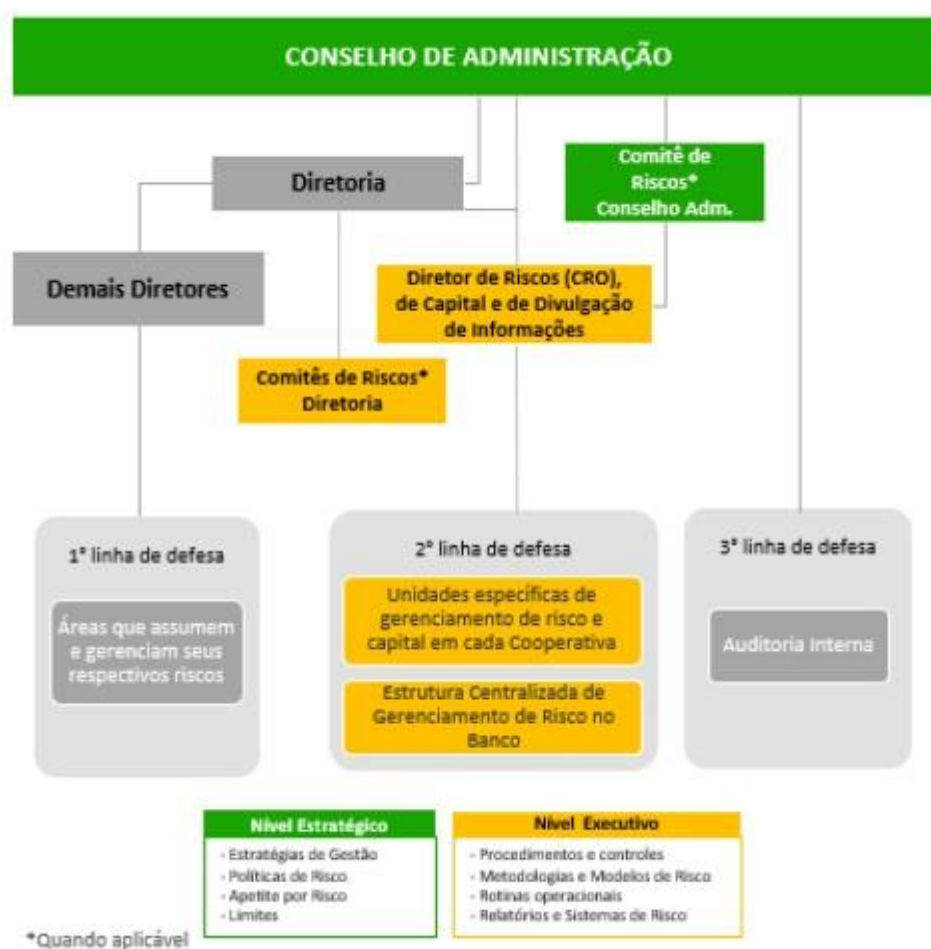 CONSELHO DE ADMINISTRAÇÃO
Diretoria
Comitê de
Riscos*
Conselho Adm.
Demais Diretores
Diretor de Riscos (CRO),
de Capital e de Divulgação
de Informações
Comitês de Riscos*
Diretoria
1° linha de defesa
Áreas que assumem
e gerenciam seus
respectivos riscos
2° linha de defesa
Unidades específicas de
gerenciamento de risco e
capital em cada Cooperativa
Estrutura Centralizada de
Gerenciamento de Risco no
Banco
3° linha de defesa
Auditoria Interna
Nível Estratégico
- Estratégias de Gestão
- Políticas de Risco
- Apetite por Risco
- Limites
Nível Executivo
- Procedimentos e controles
- Metodologias e Modelos de Risco
- Rotinas operacionais
- Relatórios e Sistemas de Risco
*Quando aplicável